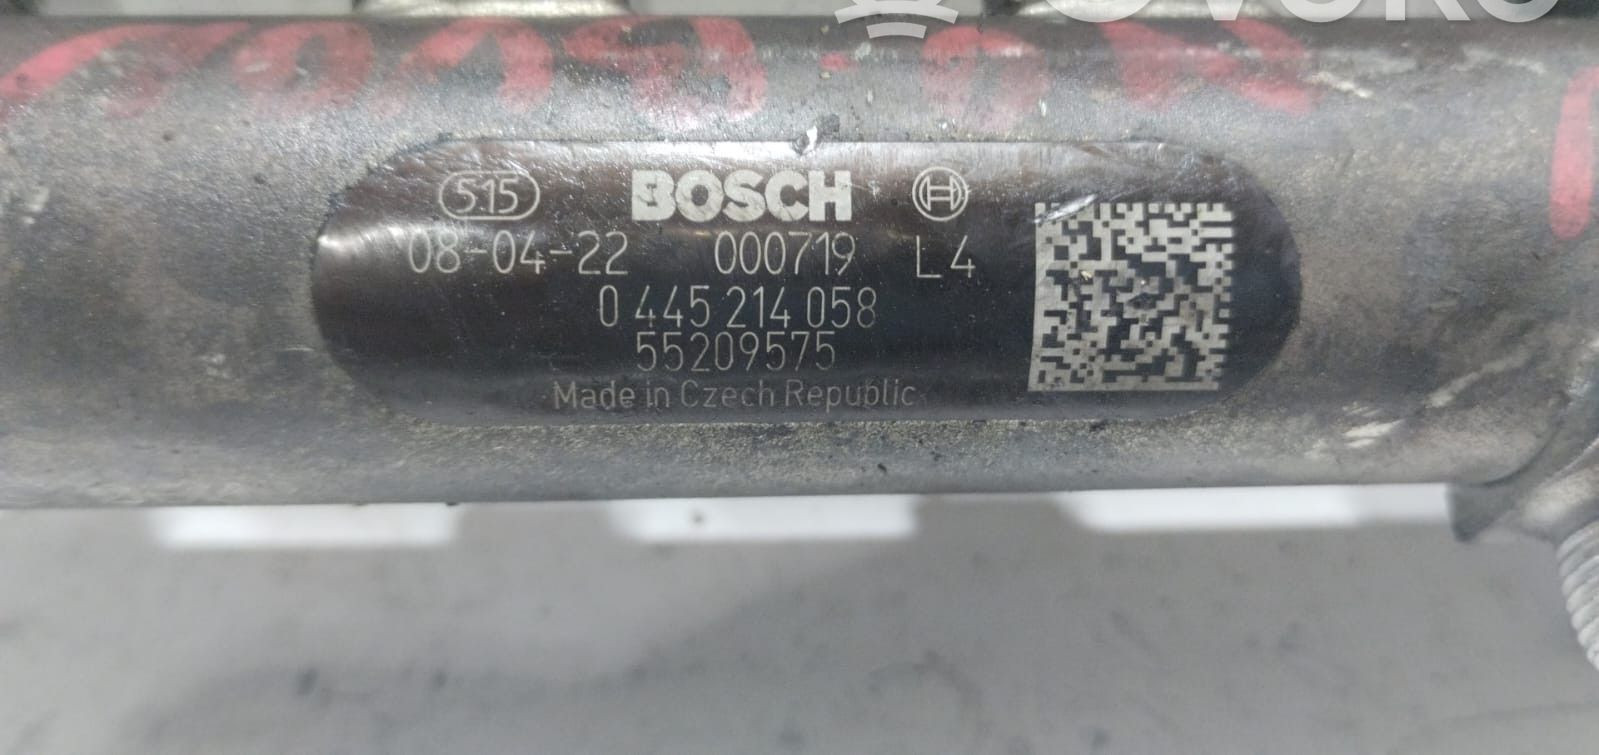 515 BOSCH
08-04-22 000719 L4
0 445 214 058
55209575
Made in Czech Republic